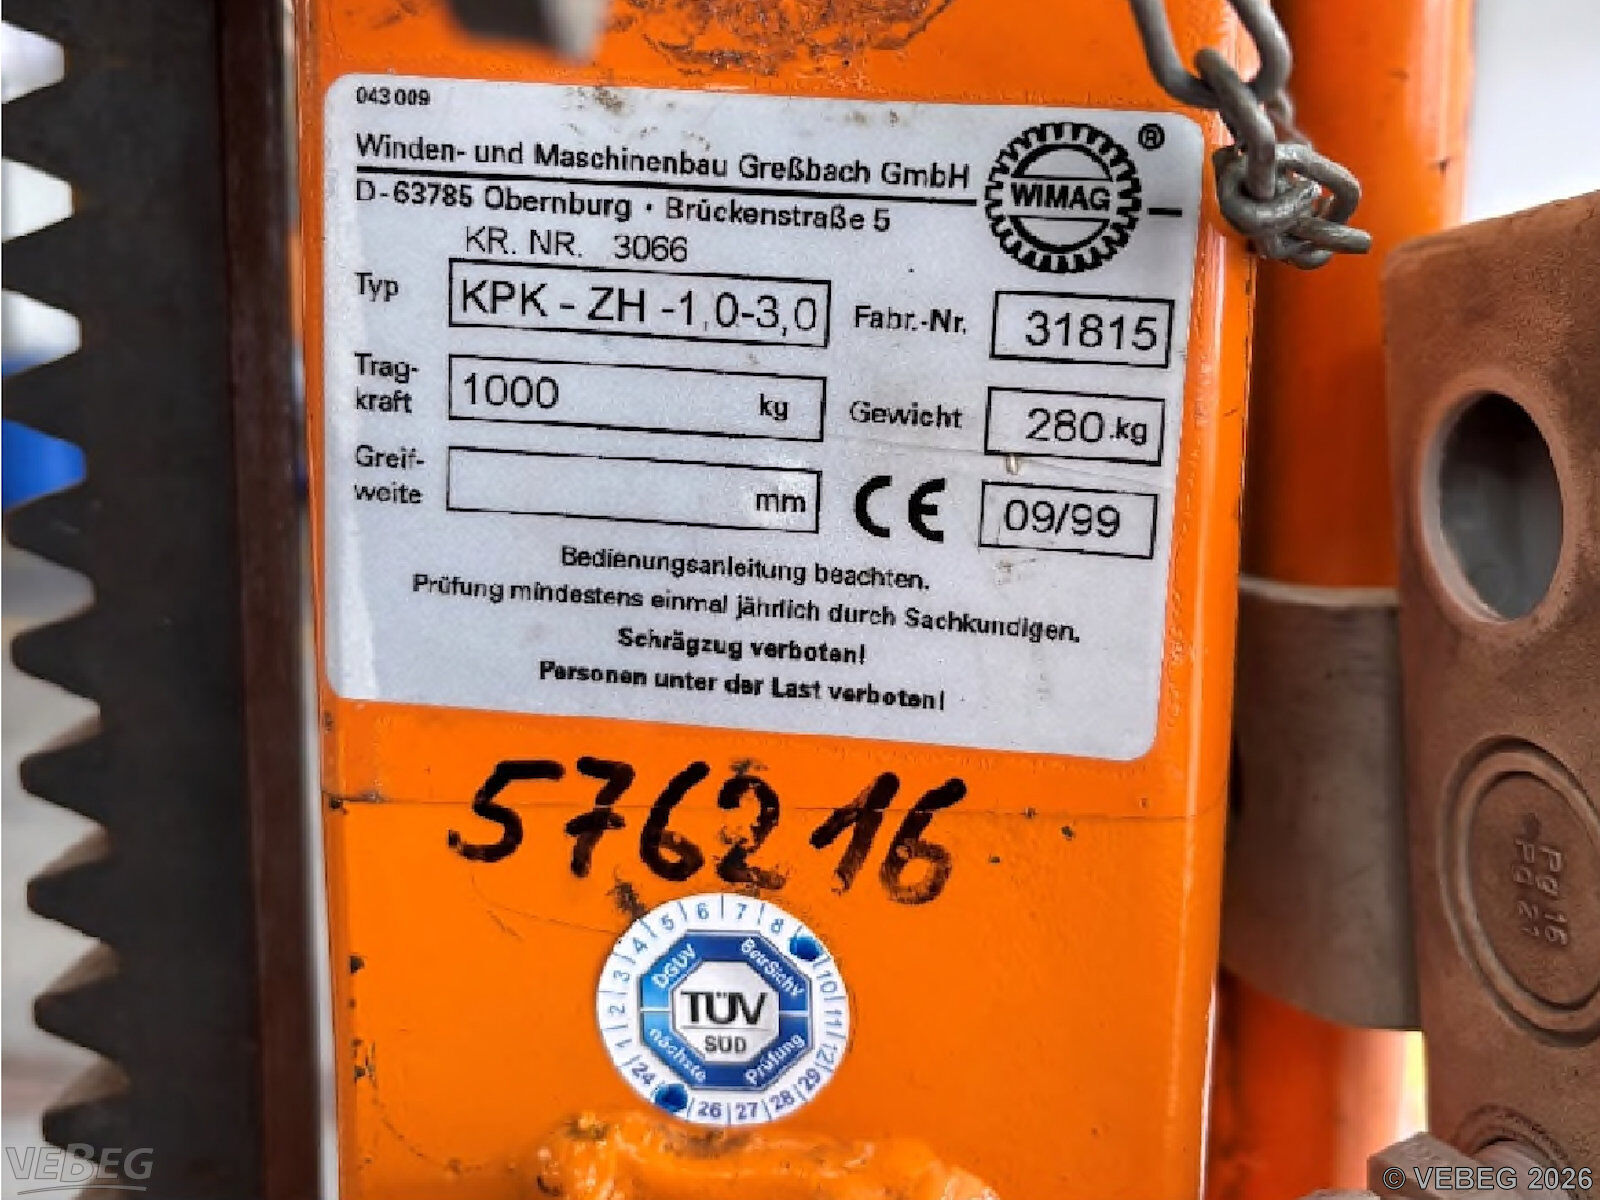 043 009
Winden- und Maschinenbau Greßbach GmbH
D-63785 Obernburg · Brückenstraße 5
WIMAG ®
KR. NR. 3066
Typ KPK - ZH -1,0-3,0 Fabr.-Nr. 31815
Trag-
kraft 1000 kg Gewicht 280 kg
Greif-
weite mm CE 09/99
Bedienungsanleitung beachten.
Prüfung mindestens einmal jährlich durch Sachkundigen.
Schrägzug verboten!
Personen unter der Last verboten!
576216
1 2 3 4 5 6 7 8 10 11 12
DGUV BauSichV
TÜV
SÜD
nächste Prüfung
24 26 27 28 29
Pg 16
Pg 21
VEBEG
© VEBEG 2026